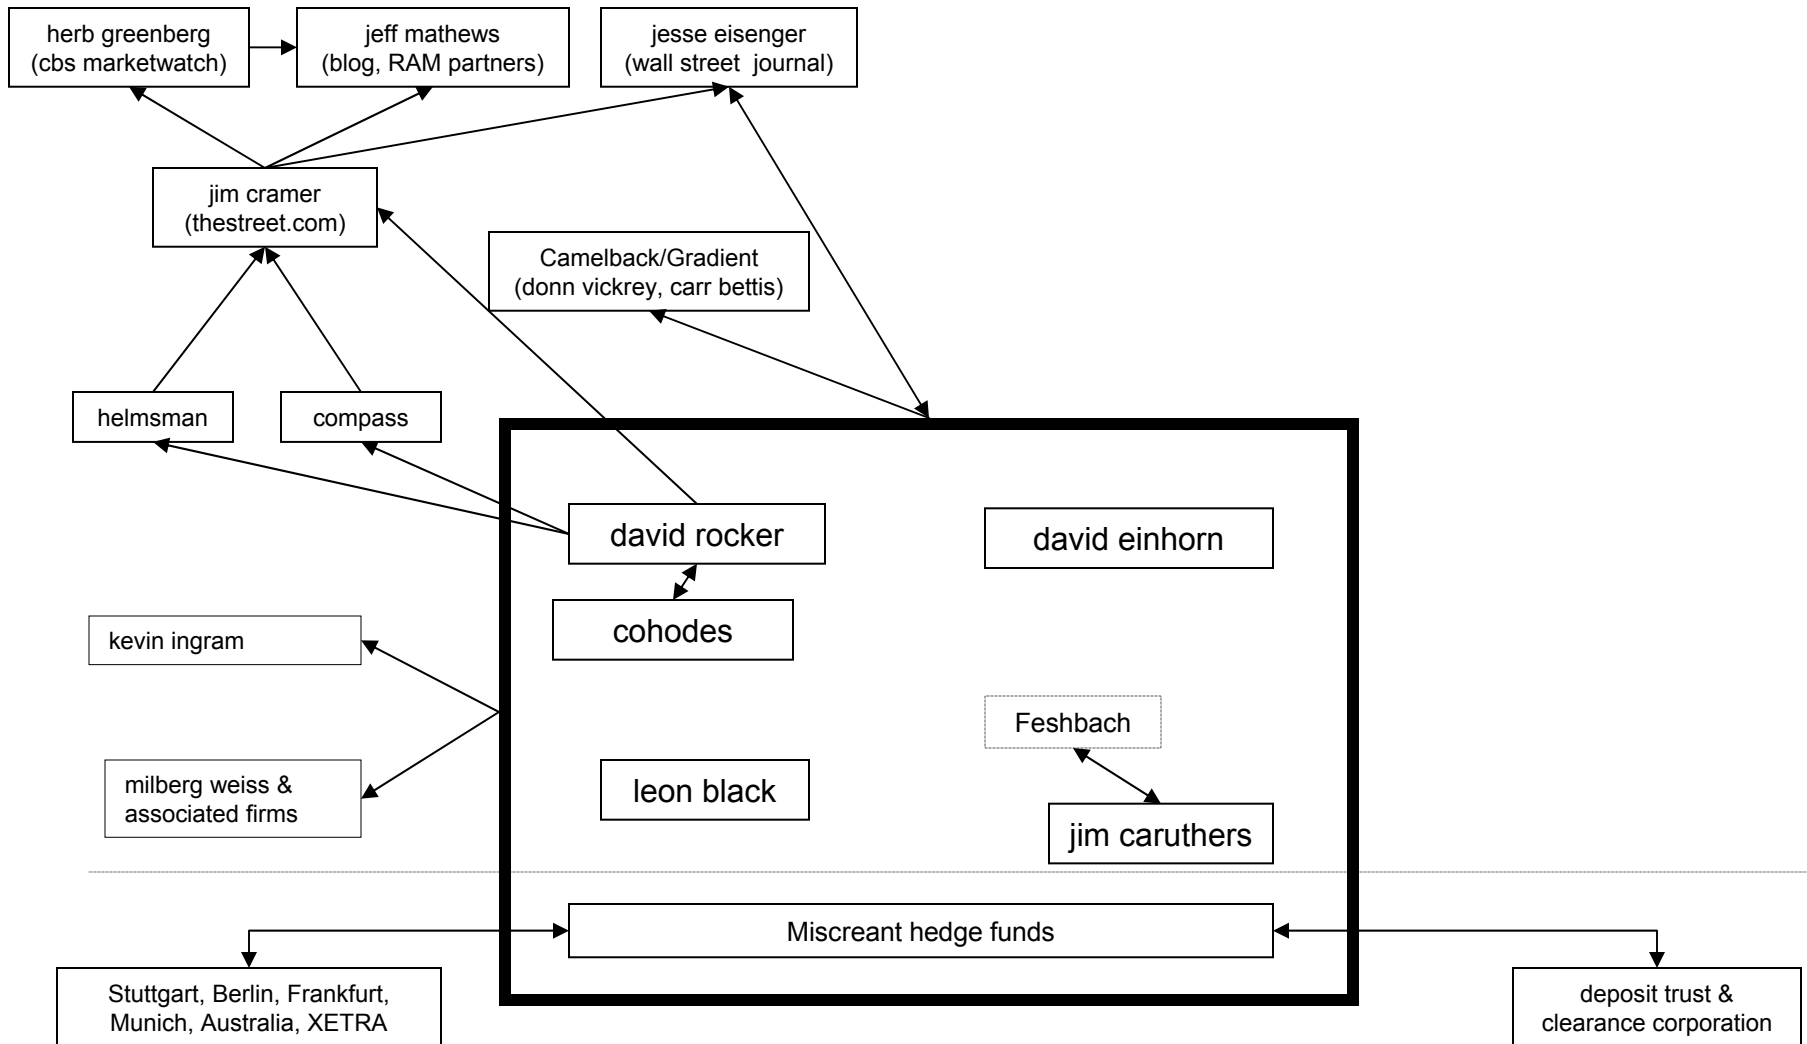 herb greenberg
(cbs marketwatch)
jeff mathews
(blog, RAM partners)
jesse eisenger
(wall street journal)
jim cramer
(thestreet.com)
Camelback/Gradient
(donn vickrey, carr bettis)
helmsman
compass
david rocker
david einhorn
cohodes
kevin ingram
Feshbach
milberg weiss &
associated firms
leon black
jim caruthers
Miscreant hedge funds
Stuttgart, Berlin, Frankfurt,
Munich, Australia, XETRA
deposit trust &
clearance corporation